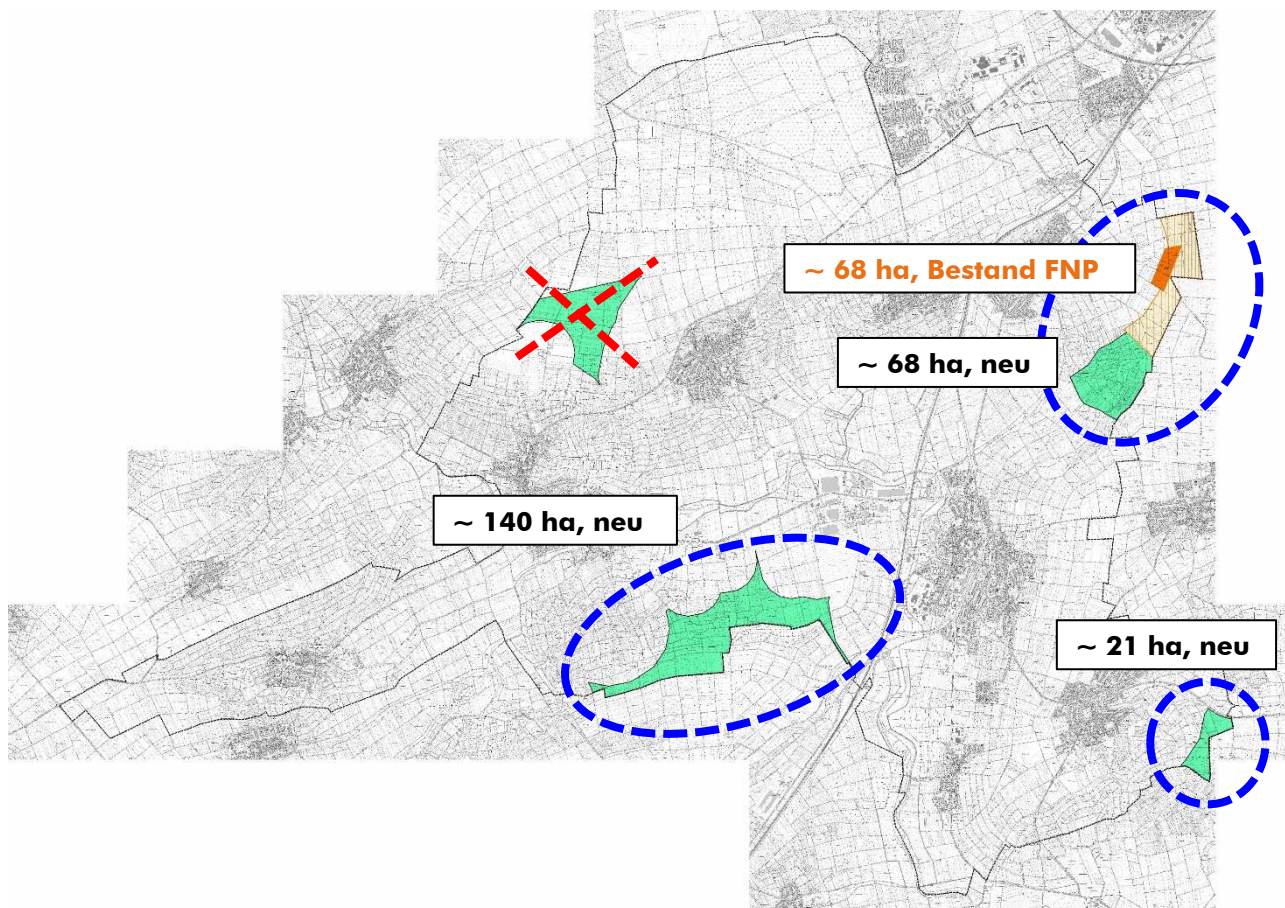 ~ 68 ha, Bestand FNP
~ 68 ha, neu
~ 140 ha, neu
~ 21 ha, neu